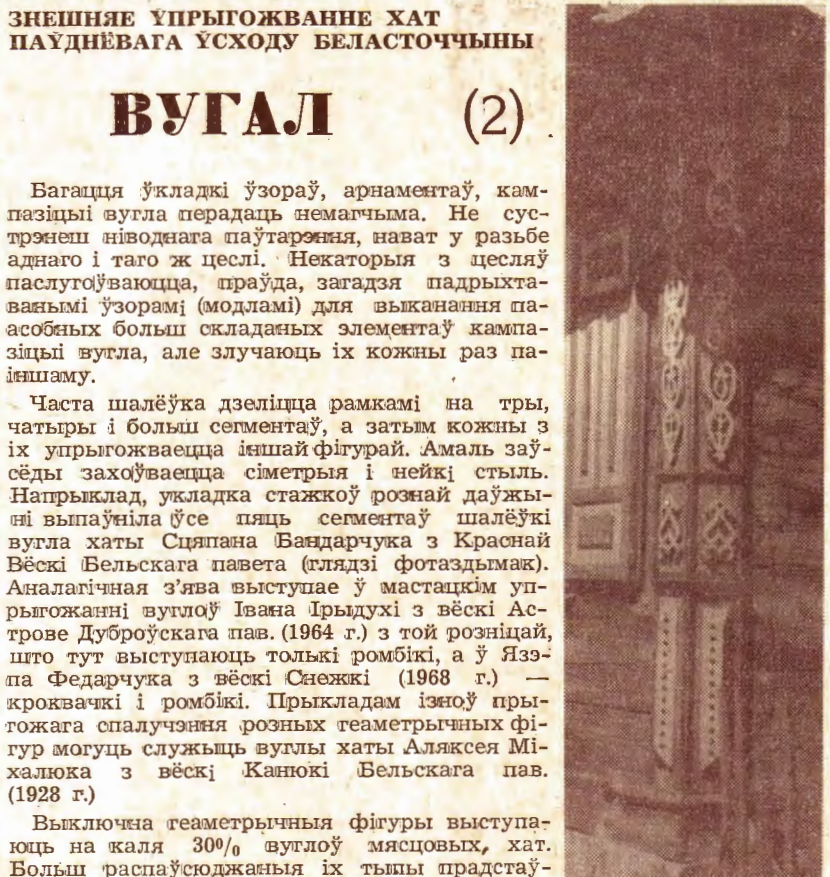 ЗНЕШНЯЕ ЎПРЫГОЖВАННЕ ХАТ
ПАЎДНЁВАГА ЎСХОДУ БЕЛАСТОЧЧЫНЫ
ВУГАЛ (2)
Багацця ўкладкі ўзораў, арнаментаў, кам-
пазіцыі вугла перадаць немагчыма. Не сус-
трэнеш ніводнага паўтарэння, нават у разьбе
аднаго і таго ж цеслі. Некаторыя з цесляў
паслугоўваюцца, праўда, загадзя падрыхта-
ванымі ўзорамі (модламі) для выканання па-
асобных больш складаных элементаў кампа-
зіцыі вугла, але злучаюць іх кожны раз па-
іншаму.
Часта шалёўка дзеліцца рамкамі на тры,
чатыры і больш сегментаў, а затым кожны з
іх упрыгожваецца іншай фігурай. Амаль заў-
сёды захоўваецца сіметрыя і нейкі стыль.
Напрыклад, укладка стажкоў рознай даўжы-
ні выпаўніла ўсе пяць сегментаў шалёўкі
вугла хаты Сцяпана Бандарчука з Краснай
Вёскі Бельскага павета (глядзі фотаздымак).
Аналагічная з'ява выступае ў мастацкім уп-
рыгожанні вуглоў Івана Ірыдухі з вёскі Ас-
трове Дуброўскага пав. (1964 г.) з той розніцай,
што тут выступаюць толькі ромбікі, а ў Язэ-
па Федарчука з вёскі Снежкі (1968 г.) —
кроквачкі і ромбікі. Прыкладам ізноў пры-
гожага спалучэння розных геаметрычных фі-
гур могуць служыць вуглы хаты Аляксея Мі-
халюка з вёскі Канюкі Бельскага пав.
(1928 г.)
Выключна геаметрычныя фігуры выступа-
юць на каля 30% вуглоў мясцовых, хат.
Больш распаўсюджаныя іх тыпы прадстаў-